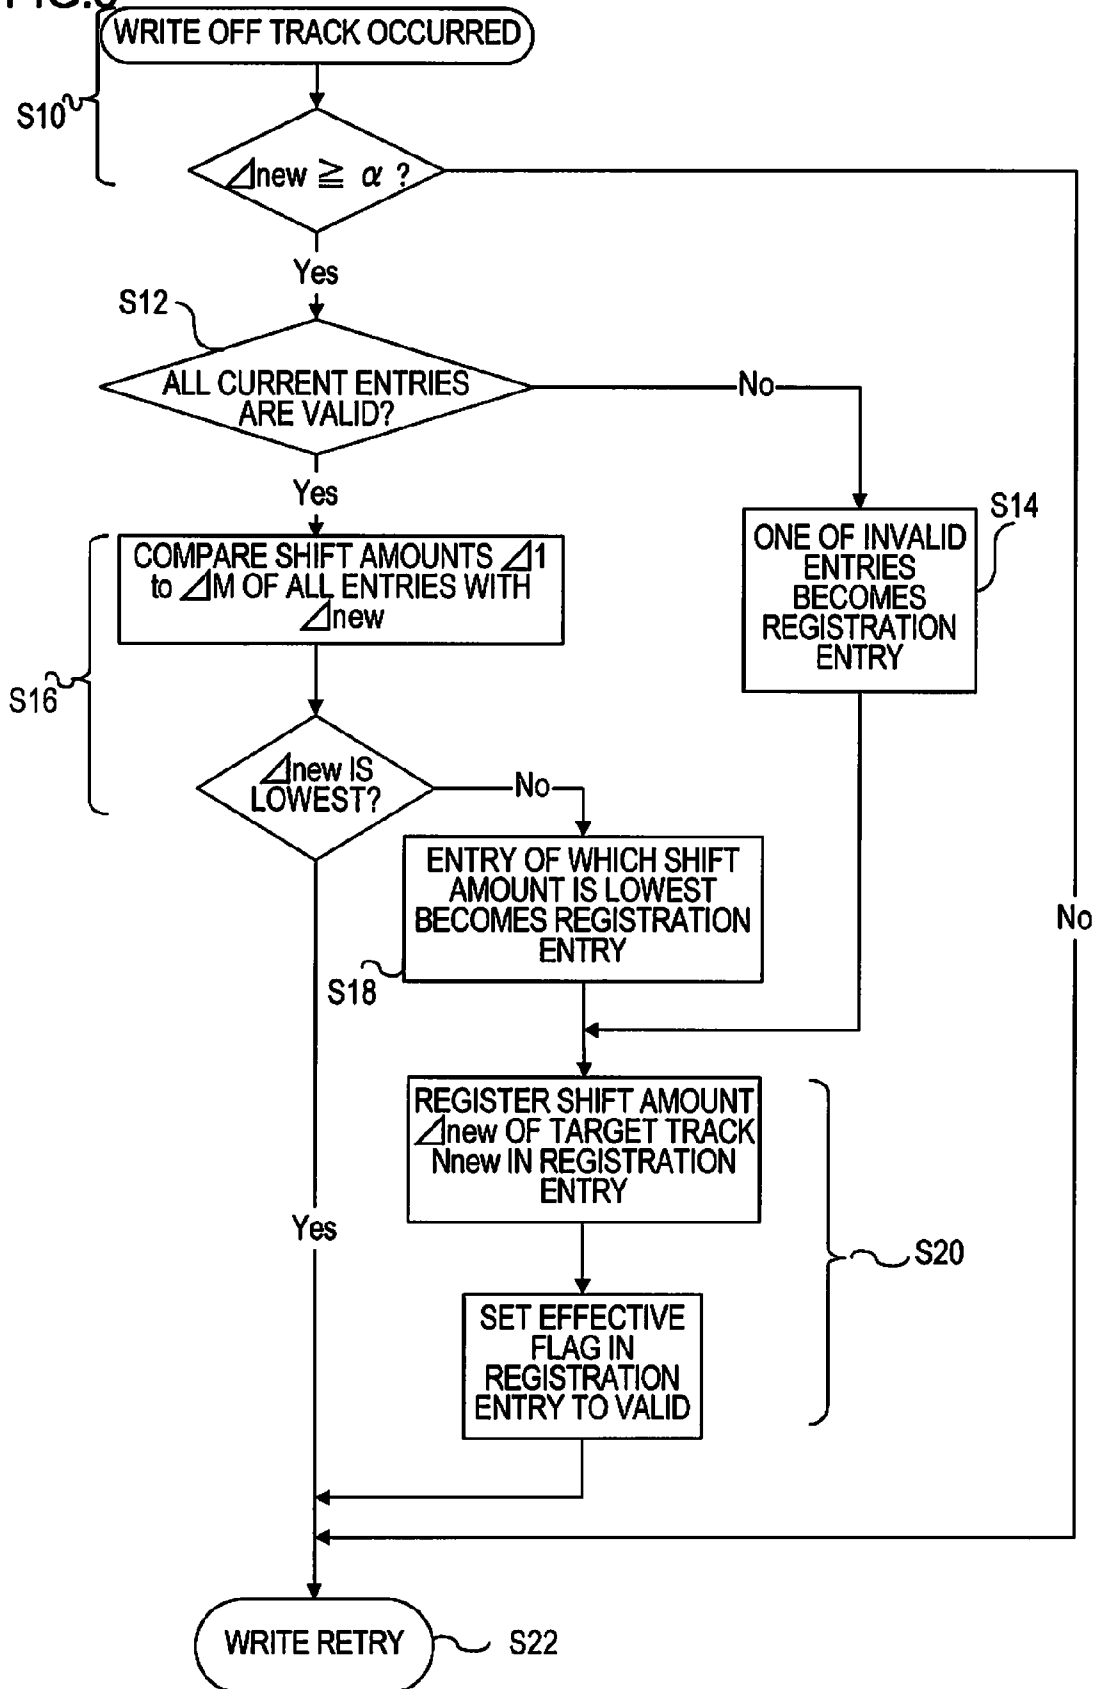 WRITE OFF TRACK OCCURRED
S10
⊿new ≧ α ?
Yes
S12
ALL CURRENT ENTRIES
ARE VALID?
No
Yes
S14
ONE OF INVALID
ENTRIES
BECOMES
REGISTRATION
ENTRY
COMPARE SHIFT AMOUNTS ⊿1
to ⊿M OF ALL ENTRIES WITH
⊿new
S16
⊿new IS
LOWEST?
No
ENTRY OF WHICH SHIFT
AMOUNT IS LOWEST
BECOMES REGISTRATION
ENTRY
No
S18
REGISTER SHIFT AMOUNT
⊿new OF TARGET TRACK
Nnew IN REGISTRATION
ENTRY
Yes
S20
SET EFFECTIVE
FLAG IN
REGISTRATION
ENTRY TO VALID
WRITE RETRY
S22